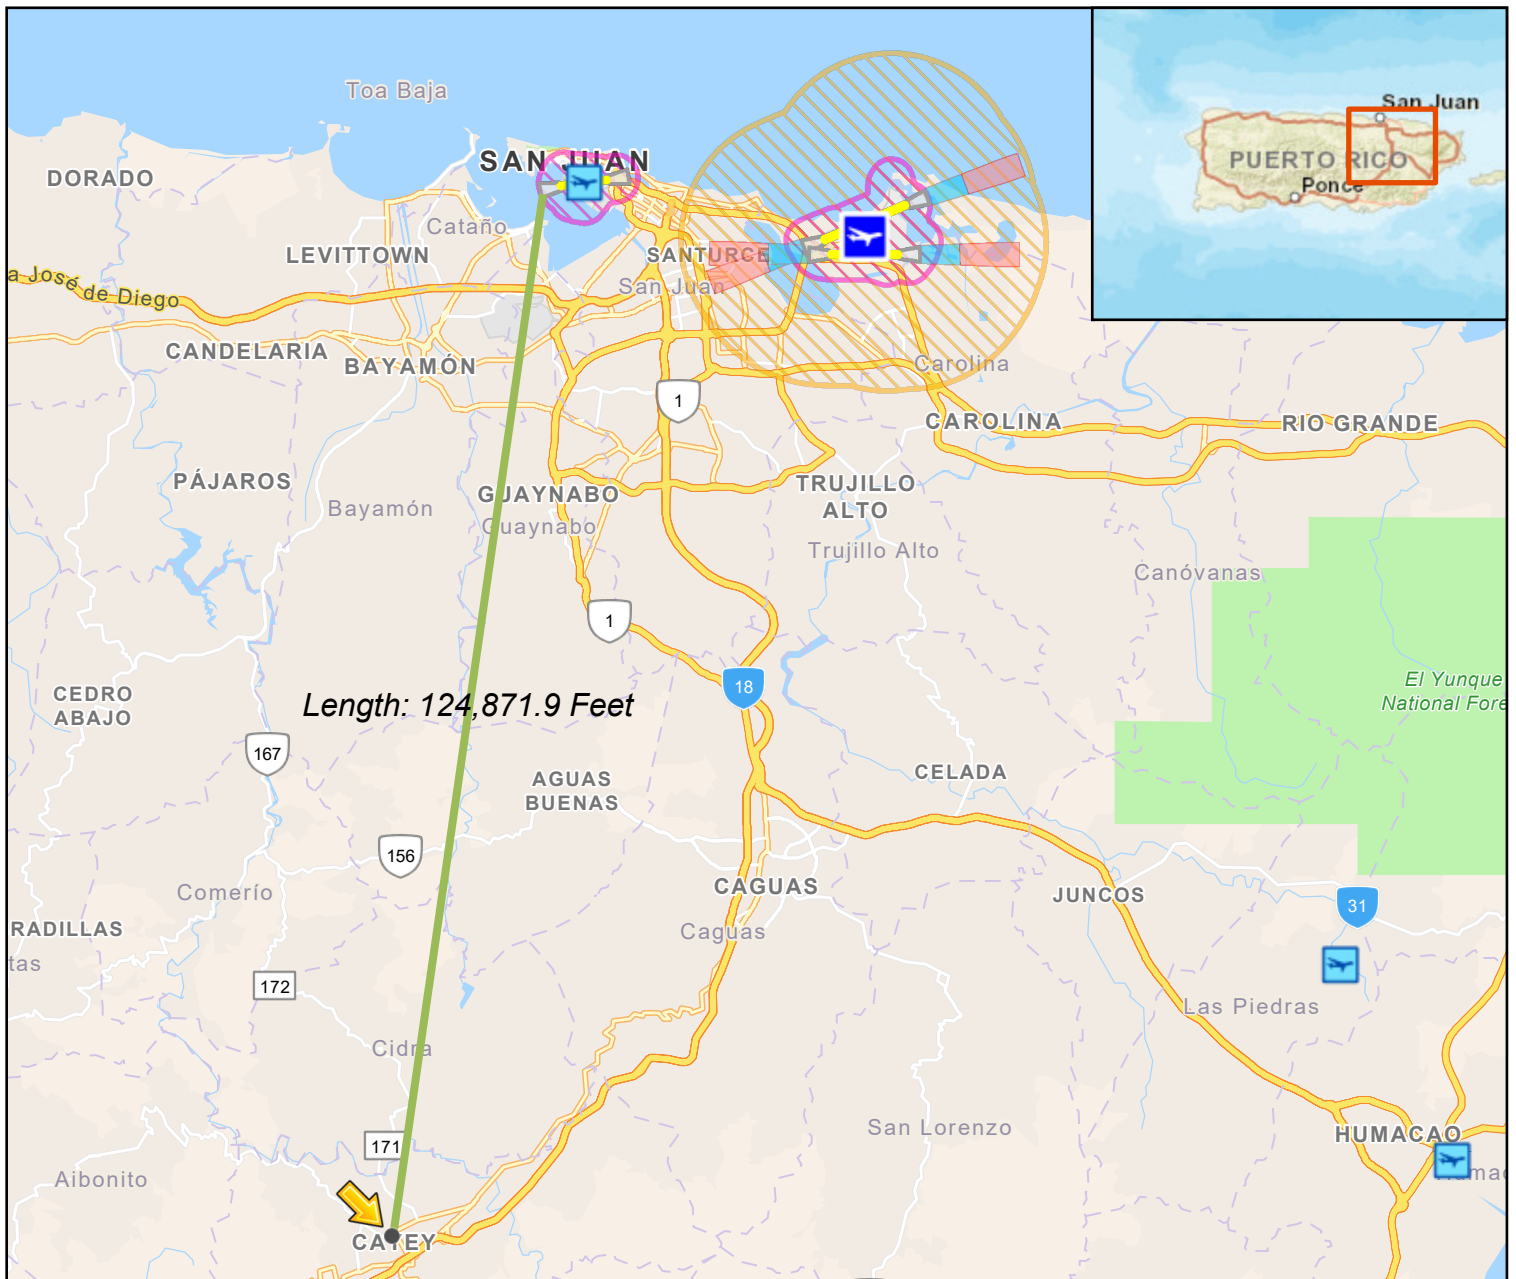 Toa Baja
San Juan
DORADO
SAN JUAN
PUERTO RICO
Ponce
Cataño
LEVITTOWN
SANTURCE
a José de Diego
San Juan
CANDELARIA
BAYAMÓN
Carolina
1
CAROLINA
RIO GRANDE
PÁJAROS
GUAYNABO
TRUJILLO
ALTO
Bayamón
Guaynabo
Trujillo Alto
Canóvanas
1
El Yunque
National Fore
CEDRO
ABAJO
Length: 124,871.9 Feet
18
167
AGUAS
BUENAS
CELADA
156
Comerío
CAGUAS
JUNCOS
31
RADILLAS
Caguas
tas
172
Las Piedras
Cidra
San Lorenzo
HUMACAO
171
Aibonito
CAYEY